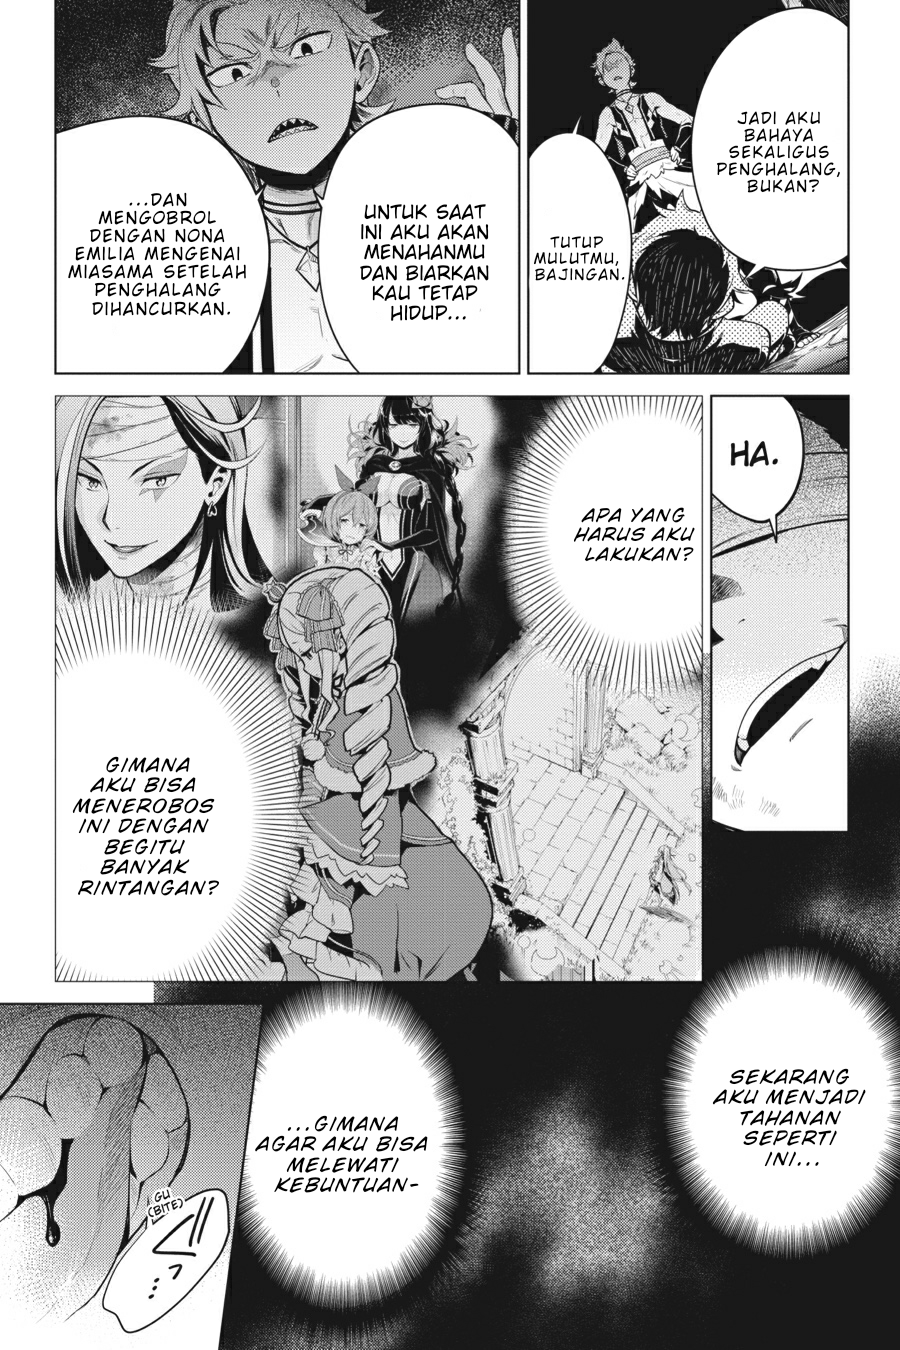 JADI AKU
BAHAYA
SEKALIGUS
PENGHALANG,
BUKAN?
TUTUP
MULUTMU,
BAJINGAN.
UNTUK SAAT
INI AKU AKAN
MENAHANMU
DAN BIARKAN
KAU TETAP
HIDUP...
...DAN
MENGOBROL
DENGAN NONA
EMILIA MENGENAI
MIASAMA SETELAH
PENGHALANG
DIHANCURKAN.
HA.
APA YANG
HARUS AKU
LAKUKAN?
GIMANA
AKU BISA
MENEROBOS
INI DENGAN
BEGITU
BANYAK
RINTANGAN?
SEKARANG
AKU MENJADI
TAHANAN
SEPERTI
INI...
...GIMANA
AGAR AKU BISA
MELEWATI
KEBUNTUAN-
GU
(BITE)